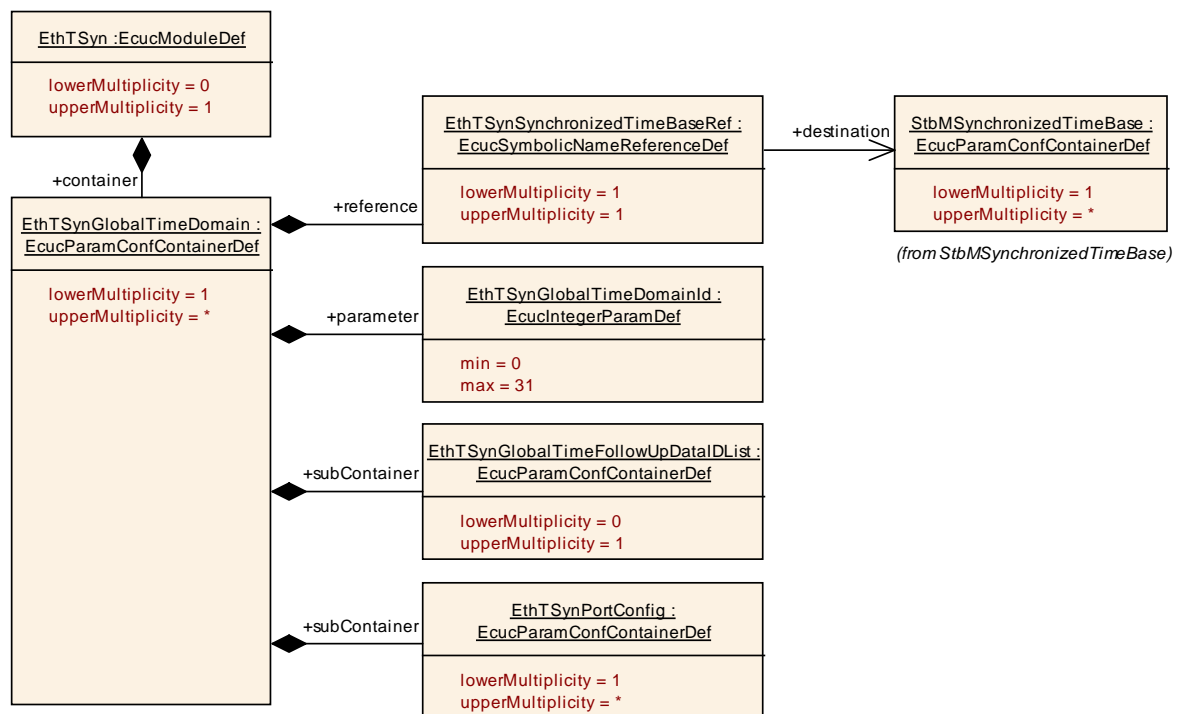 EthTSyn :EcucModuleDef
lowerMultiplicity = 0
upperMultiplicity = 1
+container
EthTSynGlobalTimeDomain :
EcucParamConfContainerDef
lowerMultiplicity = 1
upperMultiplicity = *
+reference
EthTSynSynchronizedTimeBaseRef :
EcucSymbolicNameReferenceDef
lowerMultiplicity = 1
upperMultiplicity = 1
+destination
StbMSynchronizedTimeBase :
EcucParamConfContainerDef
lowerMultiplicity = 1
upperMultiplicity = *
(from StbMSynchronizedTimeBase)
+parameter
EthTSynGlobalTimeDomainId :
EcucIntegerParamDef
min = 0
max = 31
+subContainer
EthTSynGlobalTimeFollowUpDataIDList :
EcucParamConfContainerDef
lowerMultiplicity = 0
upperMultiplicity = 1
+subContainer
EthTSynPortConfig :
EcucParamConfContainerDef
lowerMultiplicity = 1
upperMultiplicity = *